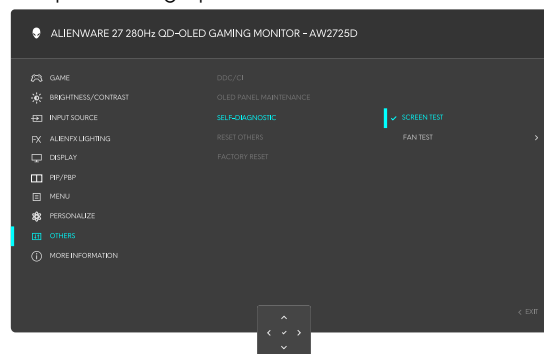 ALIENWARE 27 280Hz QD-OLED GAMING MONITOR - AW2725D
GAME
BRIGHTNESS/CONTRAST
INPUT SOURCE
FX ALIENFX LIGHTING
DISPLAY
PIP/PBP
MENU
PERSONALIZE
OTHERS
MORE INFORMATION
DDC/CI
OLED PANEL MAINTENANCE
SELF-DIAGNOSTIC
RESET OTHERS
FACTORY RESET
SCREEN TEST
FAN TEST
EXIT